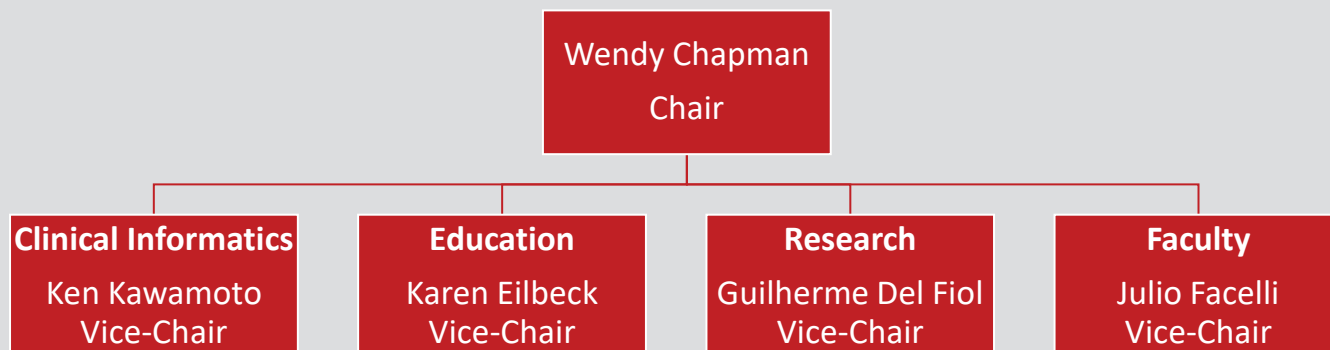 Wendy Chapman
Chair
Clinical Informatics
Ken Kawamoto
Vice-Chair
Education
Karen Eilbeck
Vice-Chair
Research
Guilherme Del Fiol
Vice-Chair
Faculty
Julio Facelli
Vice-Chair